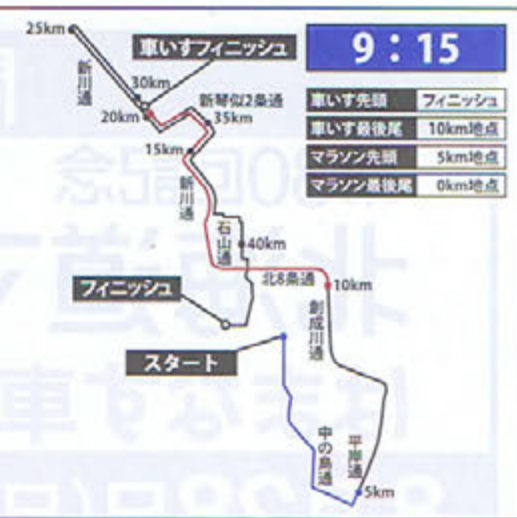 25km
車いすフィニッシュ
9:15
新川通
30km
新琴似2条通
20km
35km
車いす先頭 フィニッシュ
車いす最後尾 10km地点
マラソン先頭 5km地点
マラソン最後尾 0km地点
15km
新川通
石山通
40km
フィニッシュ
北8条通
10km
創成川通
スタート
中の島通
平岸通
5km